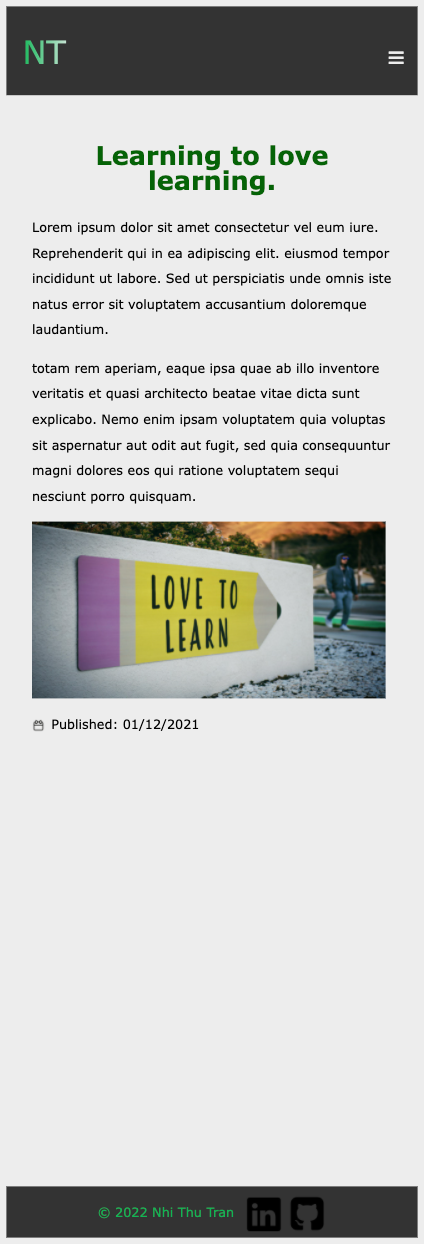 NT
Learning to love
learning.
Lorem ipsum dolor sit amet consectetur vel eum iure.
Reprehenderit qui in ea adipiscing elit. eiusmod tempor
incididunt ut labore. Sed ut perspiciatis unde omnis iste
natus error sit voluptatem accusantium doloremque
laudantium.
totam rem aperiam, eaque ipsa quae ab illo inventore
veritatis et quasi architecto beatae vitae dicta sunt
explicabo. Nemo enim ipsam voluptatem quia voluptas
sit aspernatur aut odit aut fugit, sed quia consequuntur
magni dolores eos qui ratione voluptatem sequi
nesciunt porro quisquam.
LOVE TO
LEARN
Published: 01/12/2021
© 2022 Nhi Thu Tran in